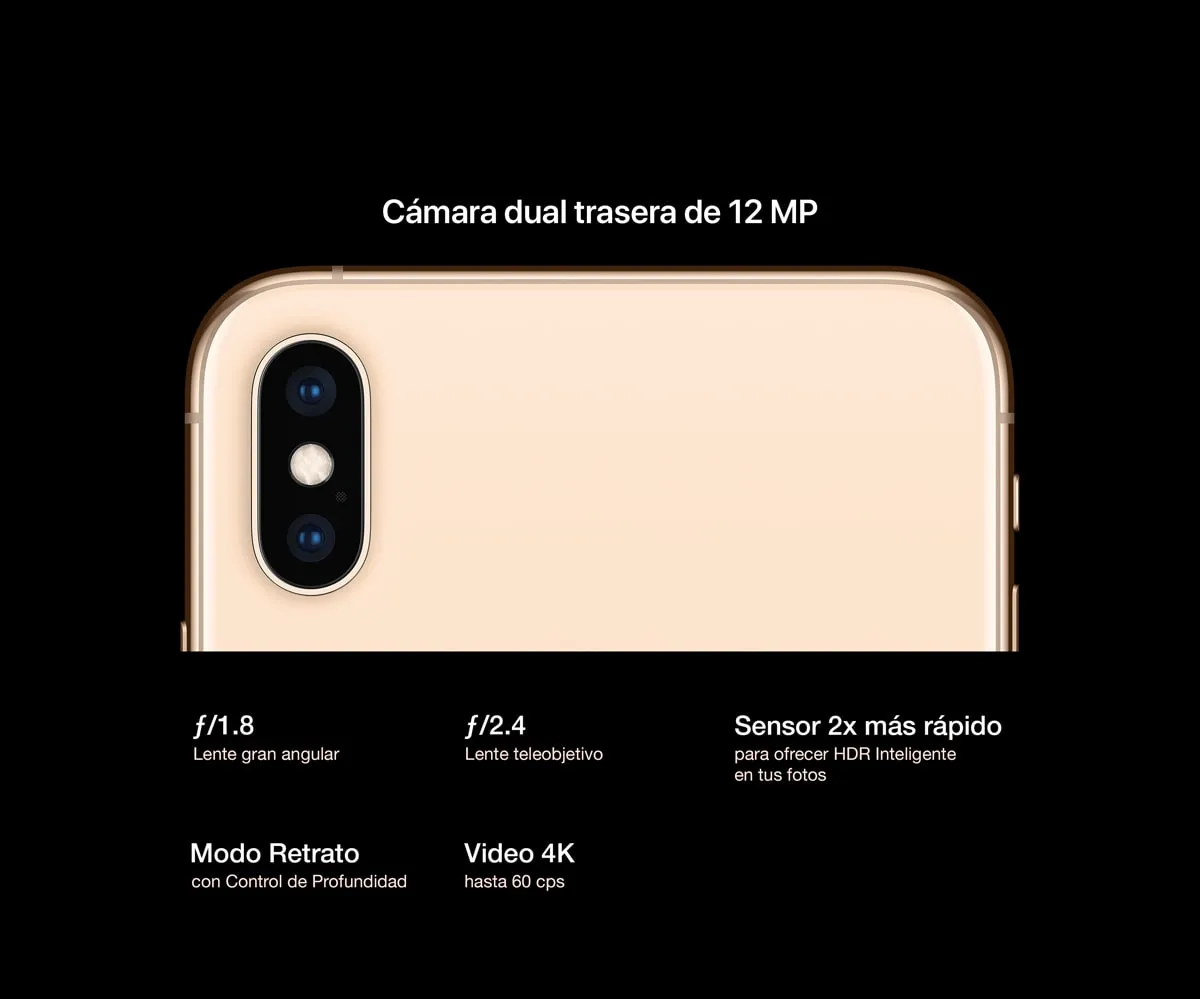 Cámara dual trasera de 12 MP
ƒ/1.8
Lente gran angular
ƒ/2.4
Lente teleobjetivo
Sensor 2x más rápido
para ofrecer HDR Inteligente
en tus fotos
Modo Retrato
con Control de Profundidad
Video 4K
hasta 60 cps